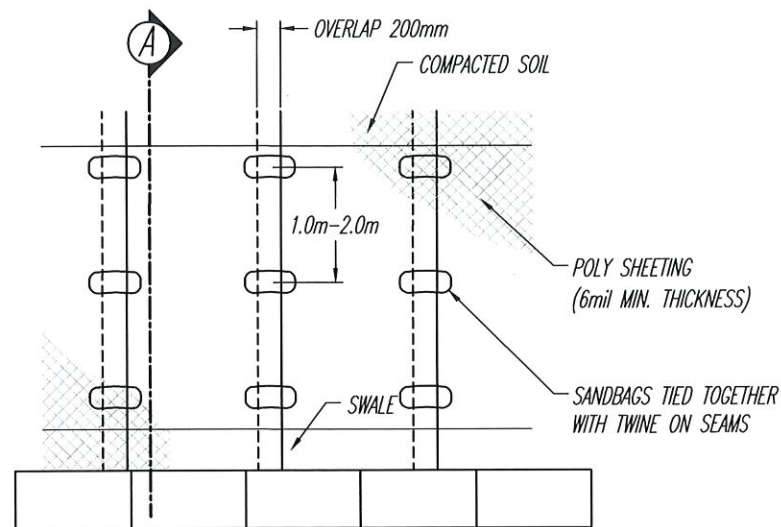 A
OVERLAP 200mm
COMPACTED SOIL
1.0m-2.0m
POLY SHEETING
(6mil MIN. THICKNESS)
SANDBAGS TIED TOGETHER
WITH TWINE ON SEAMS
SWALE